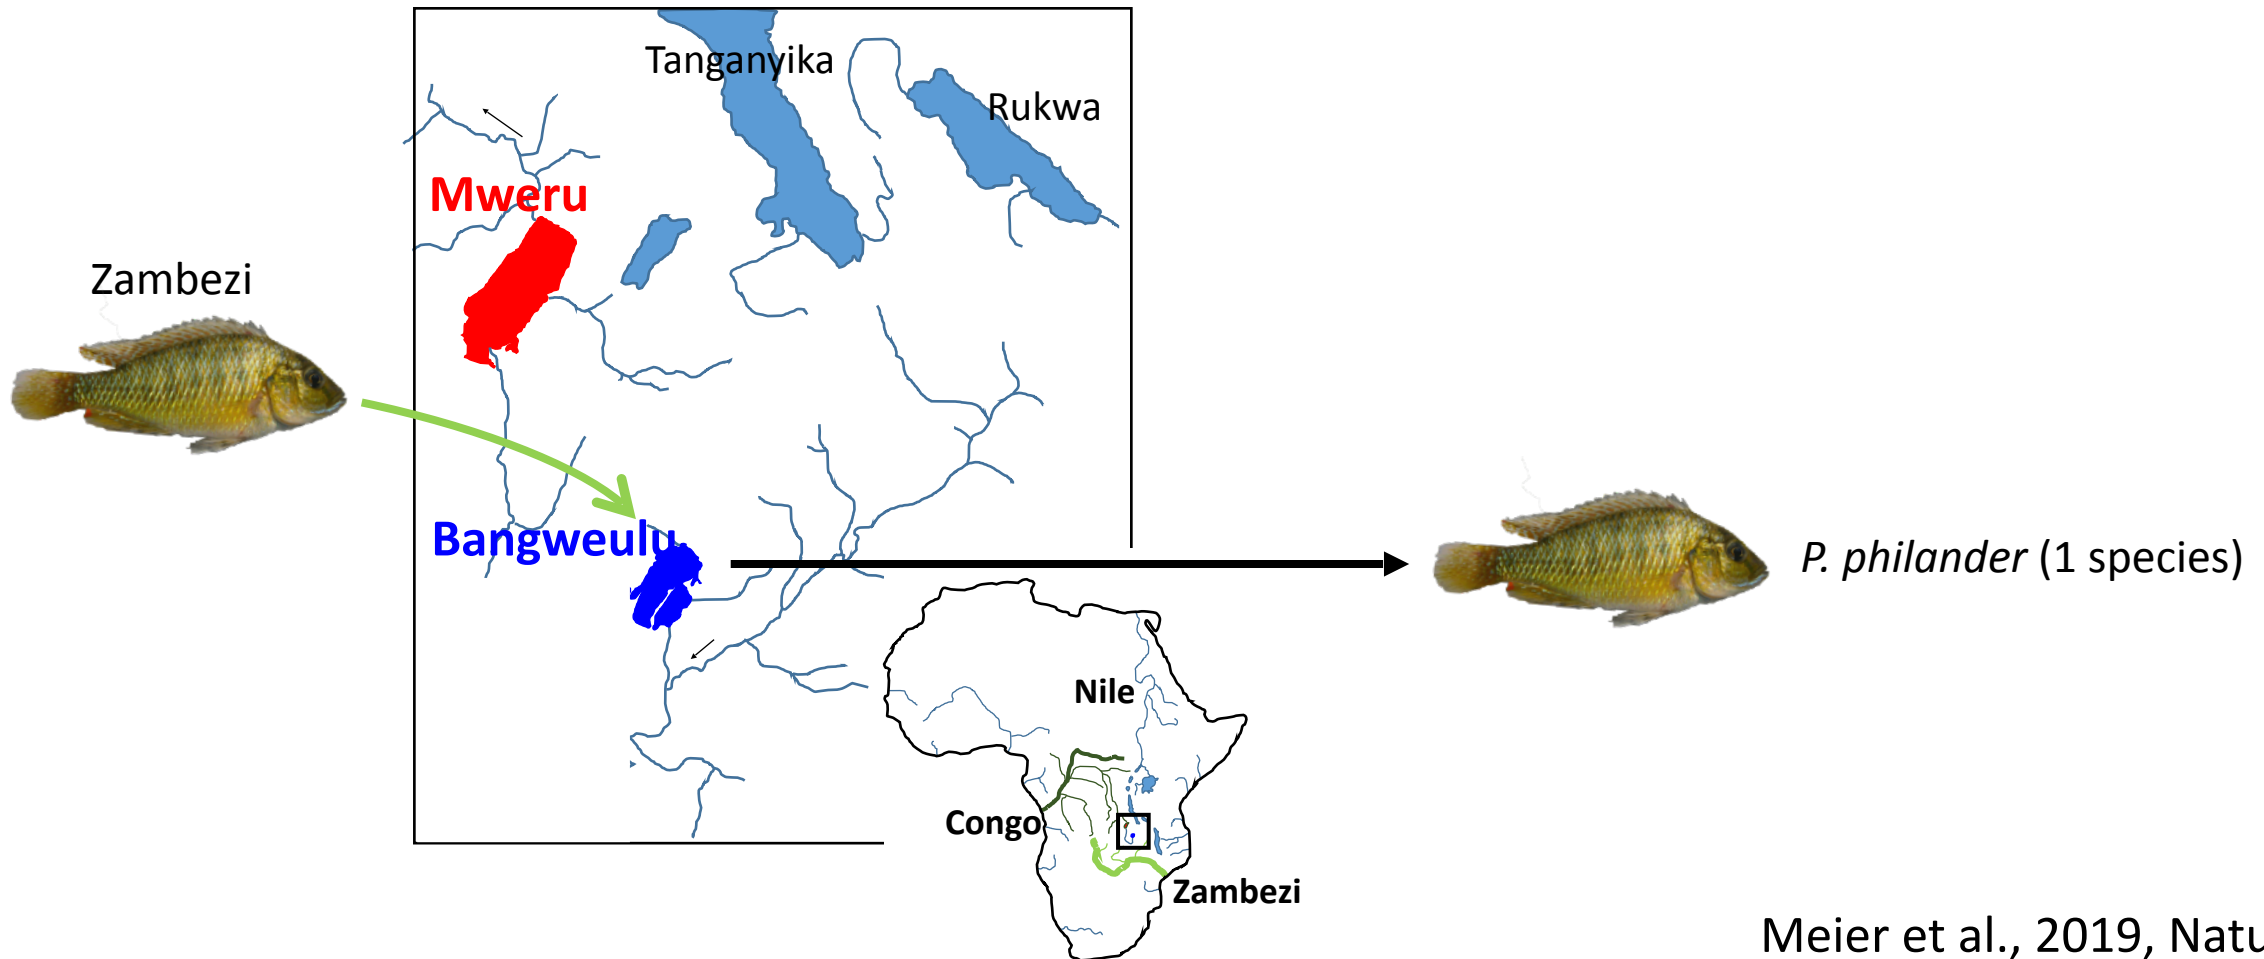 Tanganyika
Rukwa
Mweru
Zambezi
Bangweulu
P. philander (1 species)
Nile
Congo
Zambezi
Meier et al., 2019, Natu